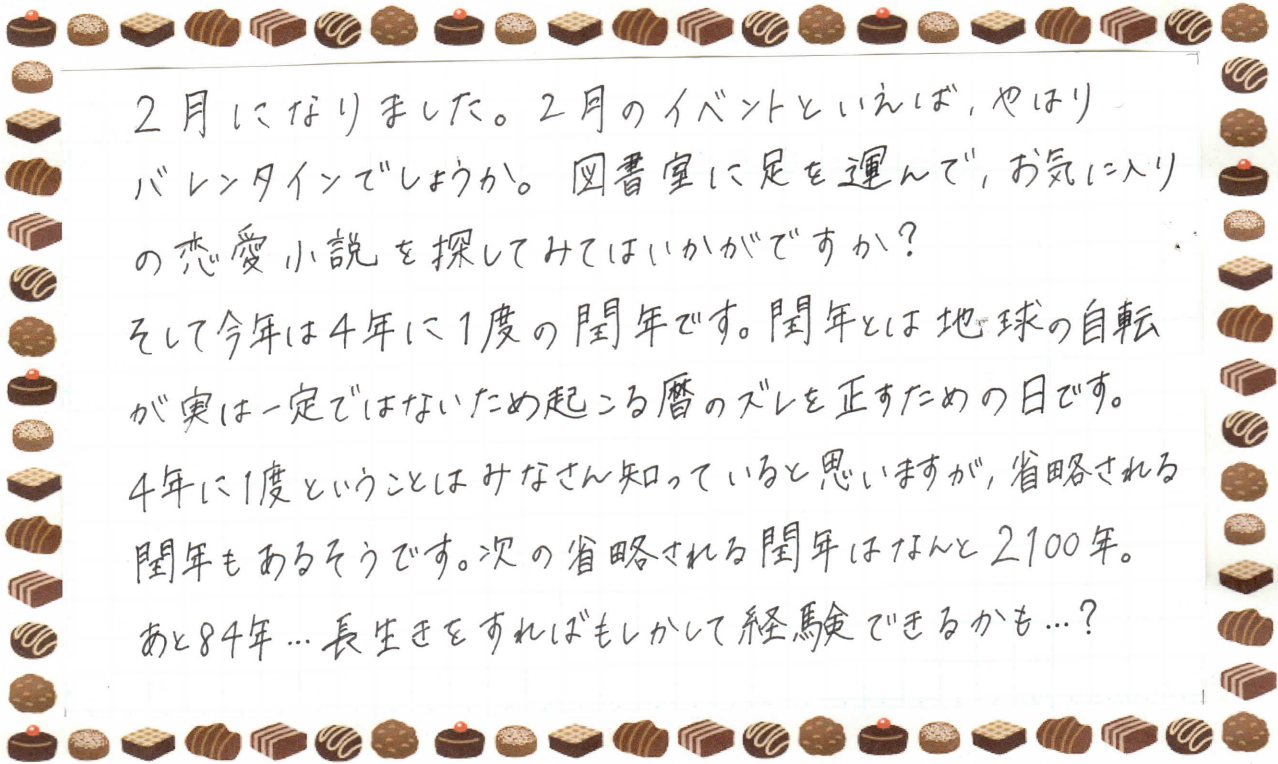 2月になりました。2月のイベントといえば、やはり
バレンタインでしょうか。図書室に足を運んで、お気に入り
の恋愛小説を探してみてはいかがですか?
そして今年は4年に1度の閏年です。閏年とは地球の自転
が実は一定ではないため起こる暦のズレを正すための日です。
4年に1度ということはみなさん知っていると思いますが、省略される
閏年もあるそうです。次の省略される閏年はなんと2100年。
あと84年…長生きをすればもしかして経験できるかも…?